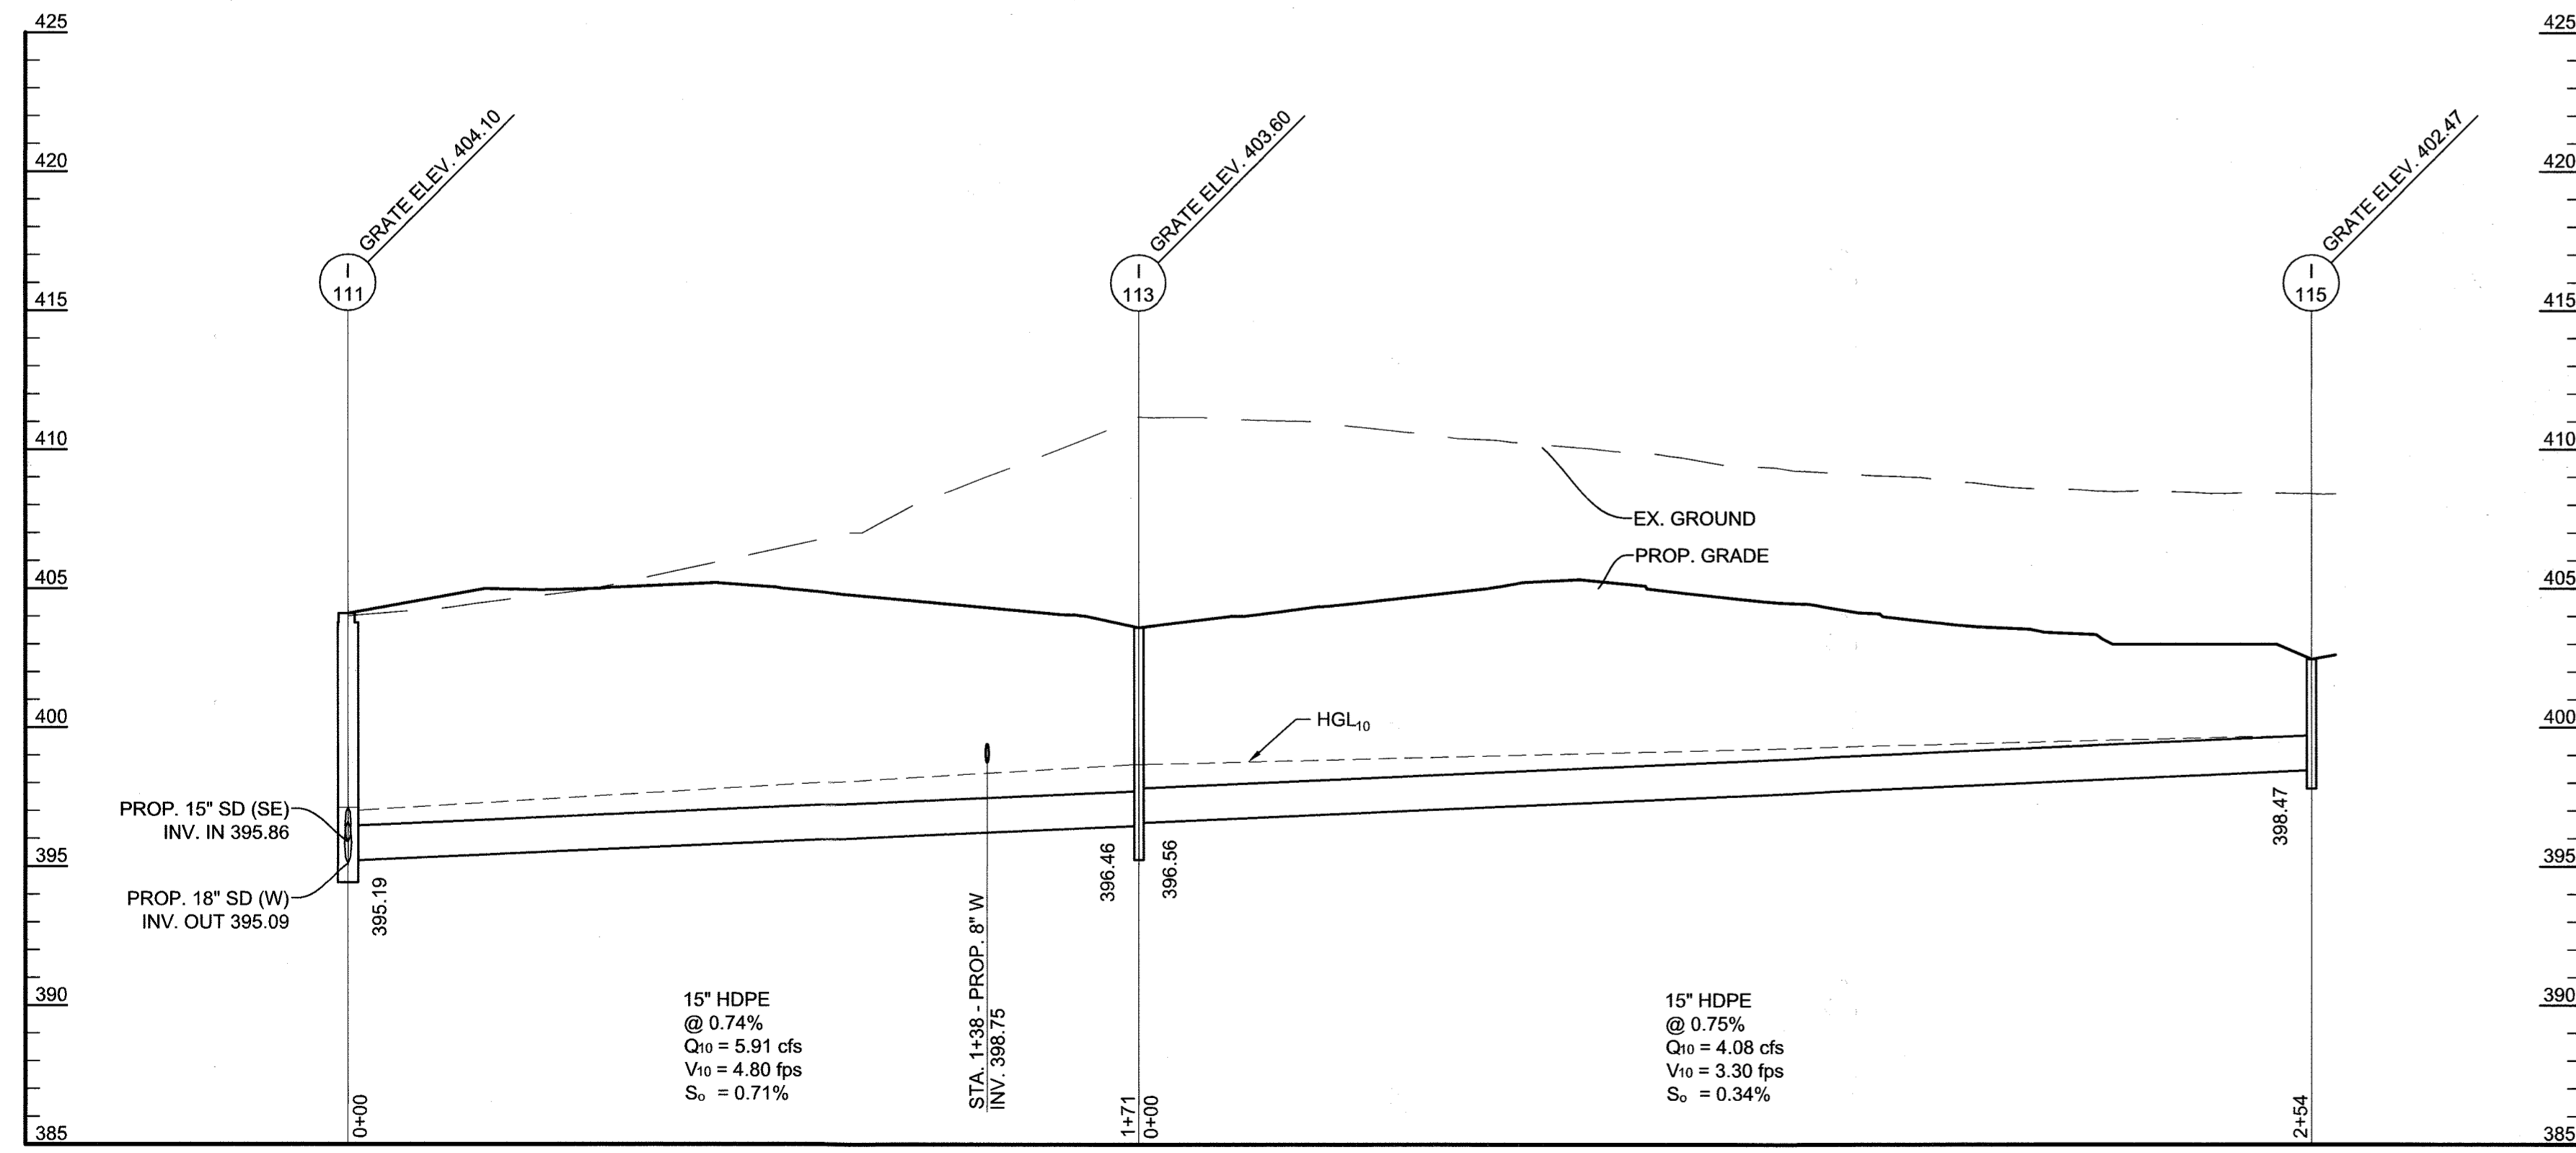 425
420
415
410
405
400
395
390
385
GRATE ELEV. 404.10
I
111
PROP. 15" SD (SE)
INV. IN 395.86
PROP. 18" SD (W)
INV. OUT 395.09
395.19
0+00
15" HDPE
@ 0.74%
Q10 = 5.91 cfs
V10 = 4.80 fps
So = 0.71%
STA. 1+38 - PROP. 8" W
INV. 398.75
GRATE ELEV. 403.60
I
113
396.46
396.56
1+71
0+00
HGL10
EX. GROUND
PROP. GRADE
15" HDPE
@ 0.75%
Q10 = 4.08 cfs
V10 = 3.30 fps
So = 0.34%
GRATE ELEV. 402.47
I
115
398.47
2+54
425
420
415
410
405
400
395
390
385